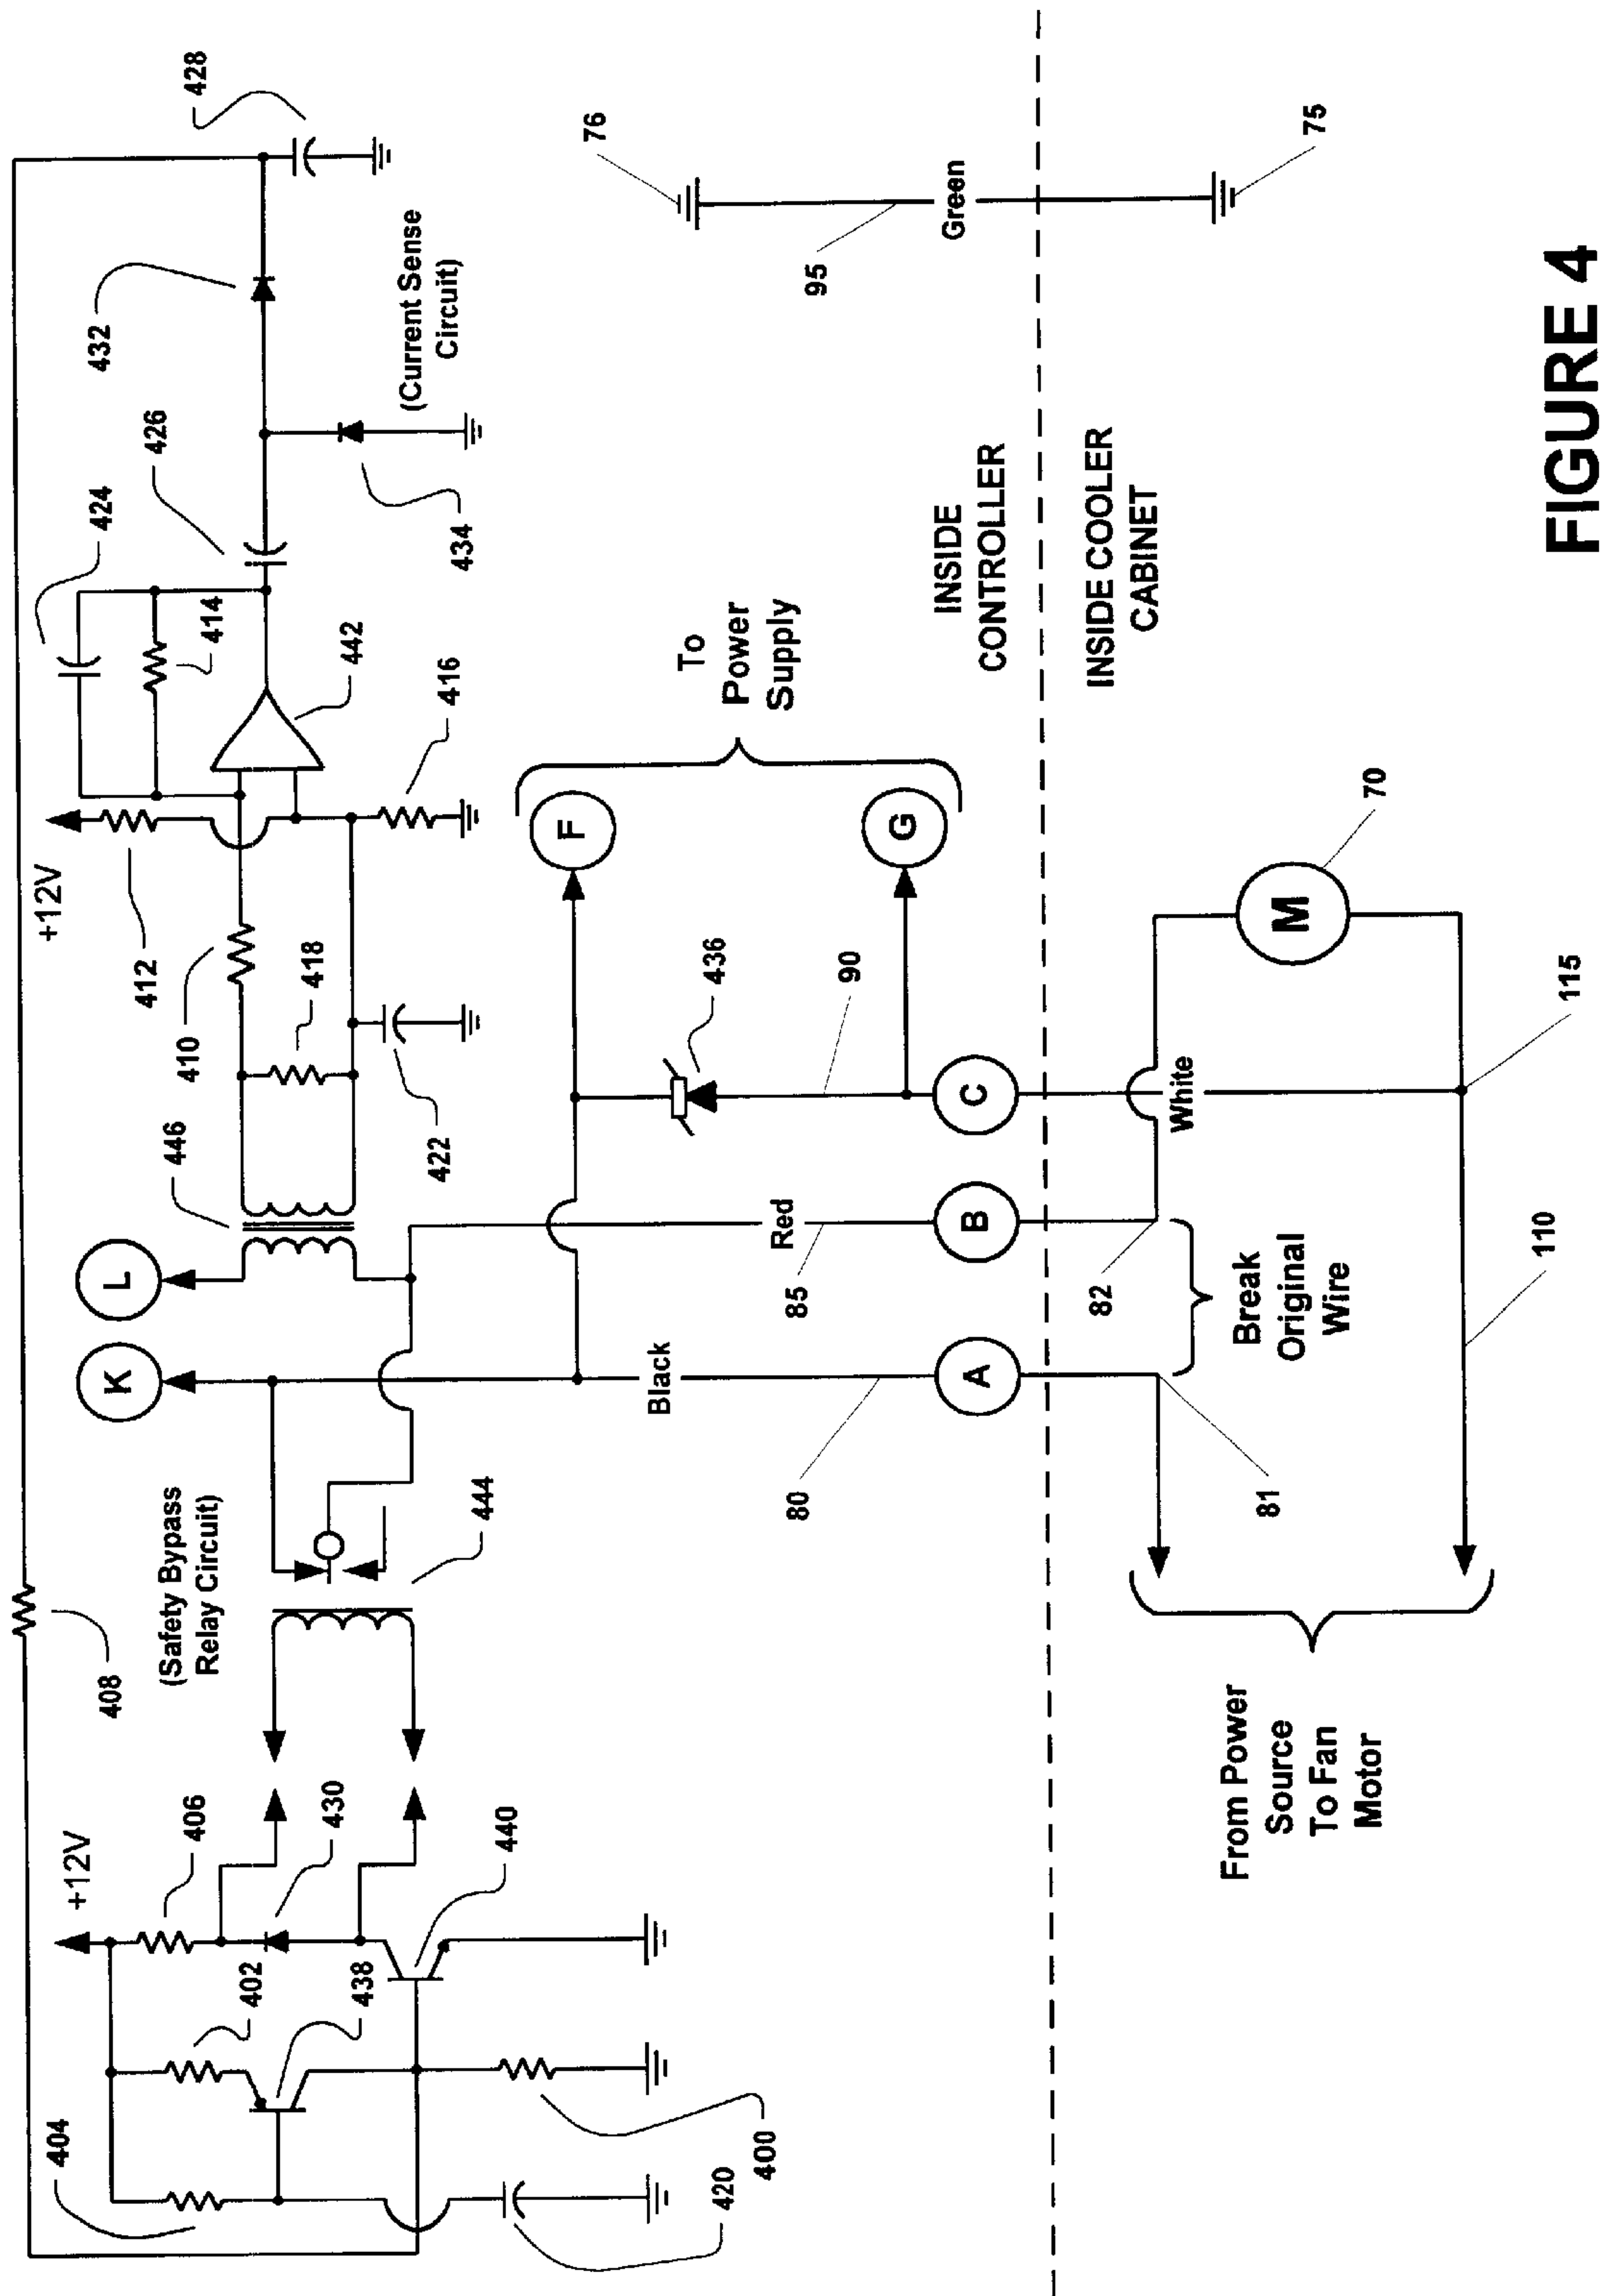 408
404
+12V
402
406
438
430
440
400
420
(Safety Bypass
Relay Circuit)
444
K
L
446
410
412
+12V
418
422
424
414
442
416
426
432
434
428
(Current Sense
Circuit)
Black
80
Red
85
436
90
F
G
To
Power
Supply
A
B
C
76
95
Green
75
INSIDE
CONTROLLER
INSIDE COOLER
CABINET
From Power
Source
To Fan
Motor
81
82
Break
Original
Wire
White
M
70
110
115
FIGURE 4